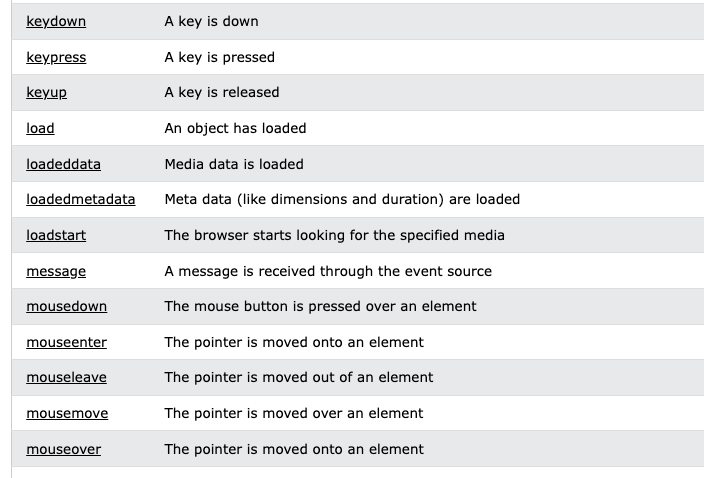 keydown A key is down
keypress A key is pressed
keyup A key is released
load An object has loaded
loadeddata Media data is loaded
loadedmetadata Meta data (like dimensions and duration) are loaded
loadstart The browser starts looking for the specified media
message A message is received through the event source
mousedown The mouse button is pressed over an element
mouseenter The pointer is moved onto an element
mouseleave The pointer is moved out of an element
mousemove The pointer is moved over an element
mouseover The pointer is moved onto an element